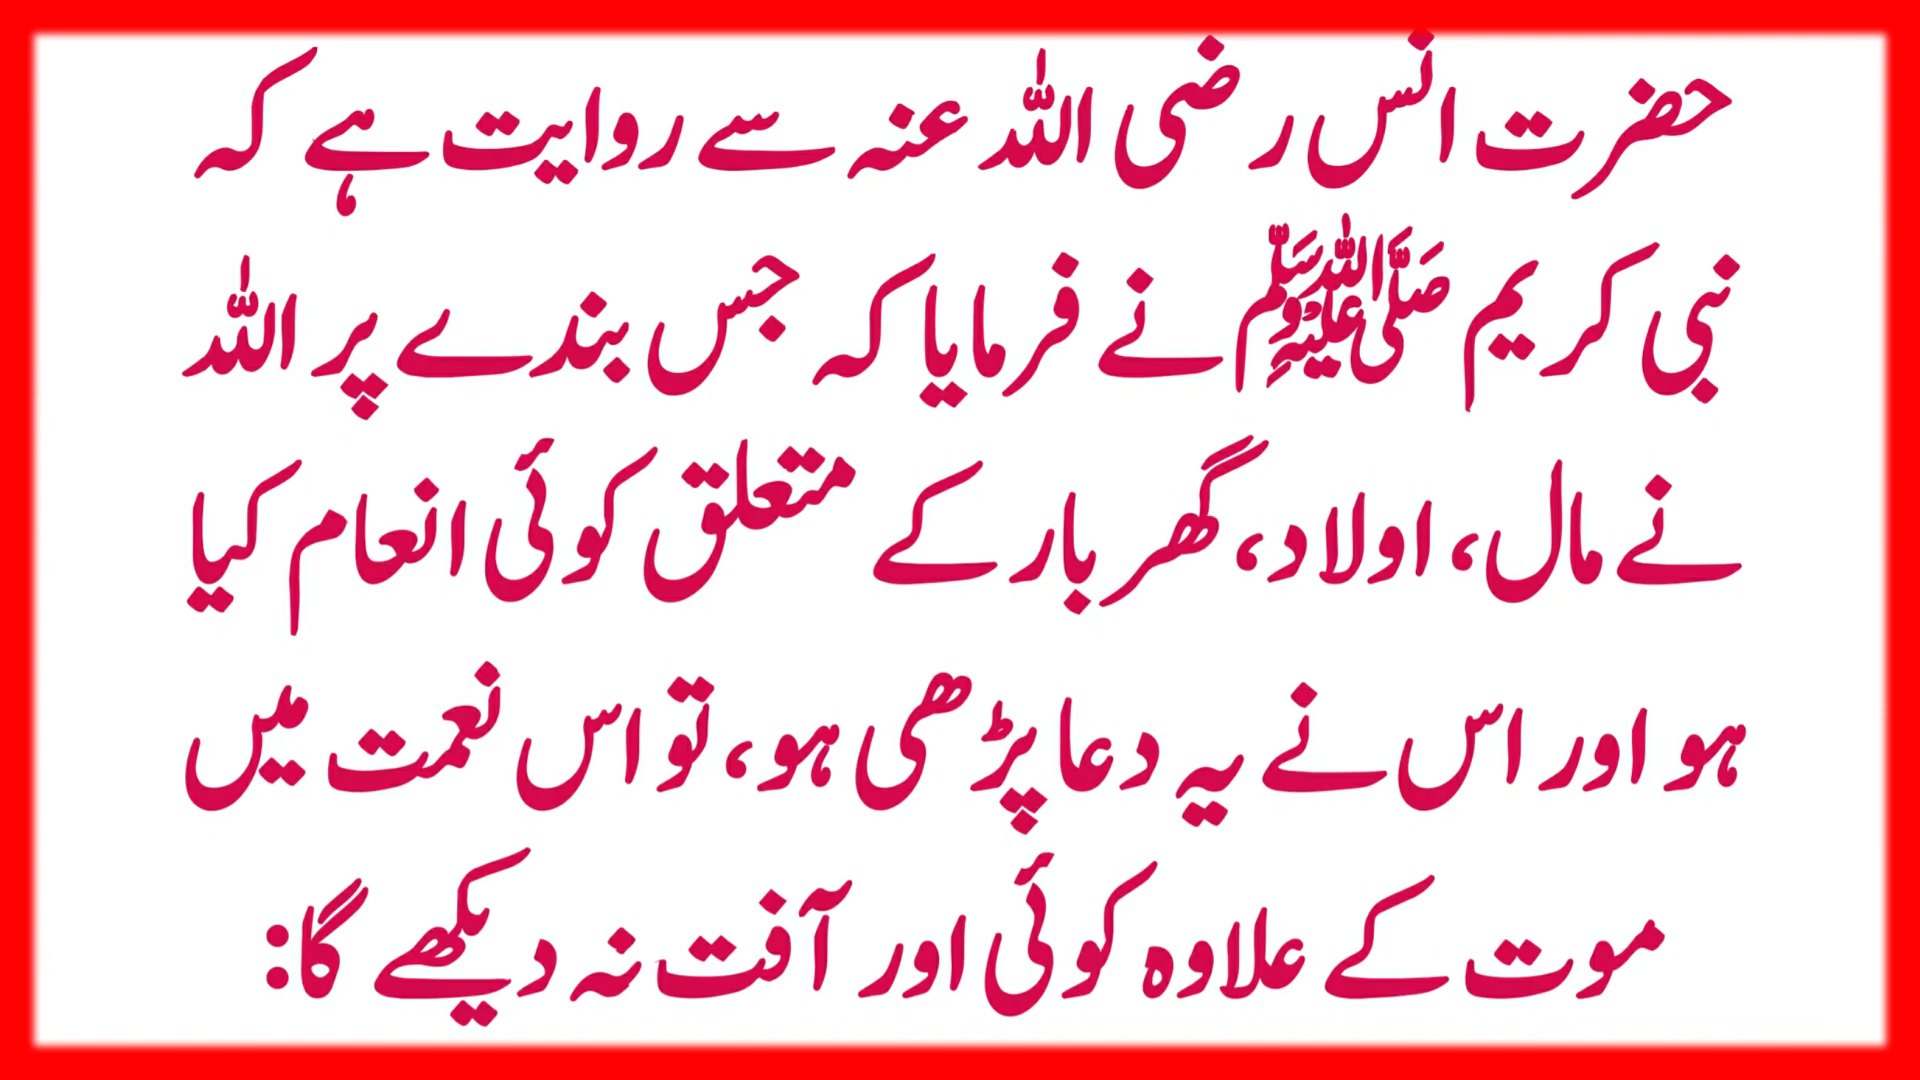 حضرت انس رضی اللہ عنہ سے روایت ہے کہ
نبی کریم ﷺ نے فرمایا کہ جس بندے پر اللہ
نے مال، اولاد، گھر بار کے متعلق کوئی انعام کیا
ہو اور اس نے یہ دعا پڑھی ہو، تو اس نعمت میں
موت کے علاوہ کوئی اور آفت نہ دیکھے گا: